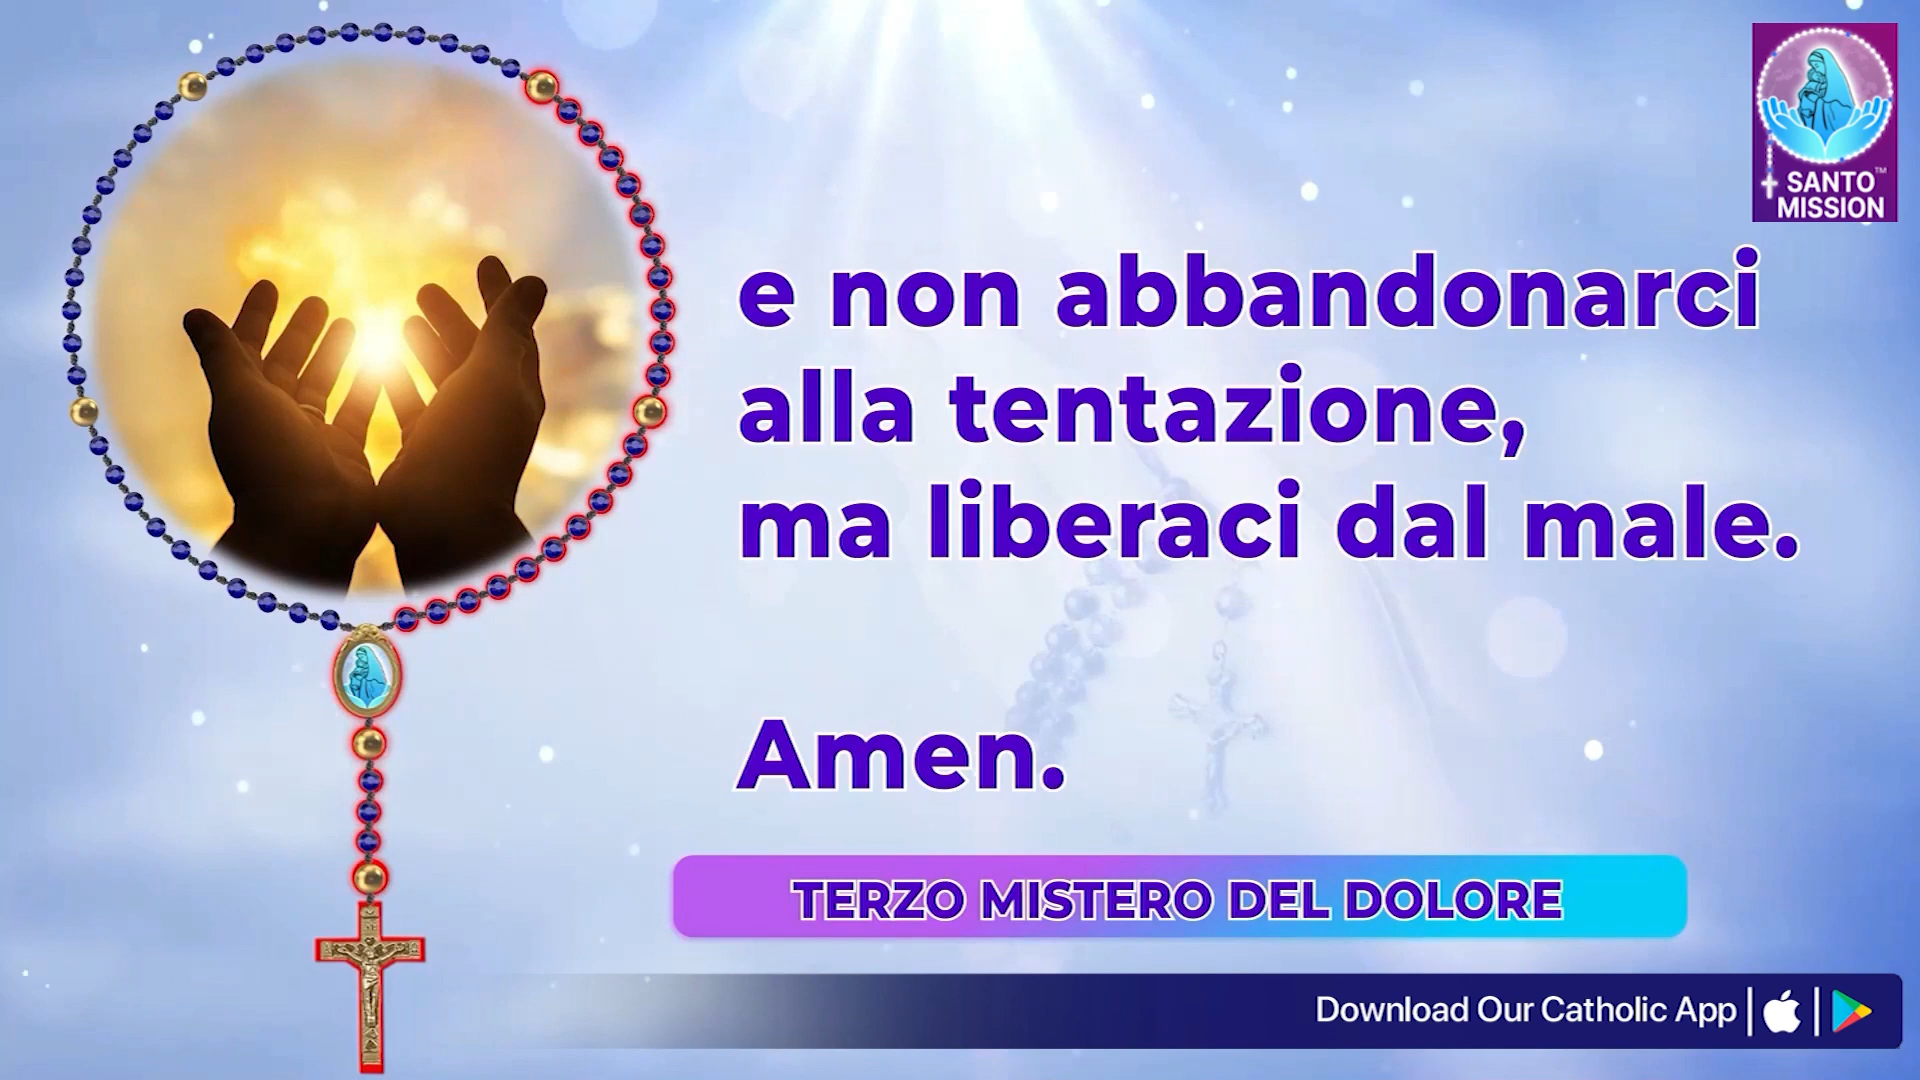 SANTO™
MISSION
e non abbandonarci
alla tentazione,
ma liberaci dal male.
Amen.
TERZO MISTERO DEL DOLORE
Download Our Catholic App